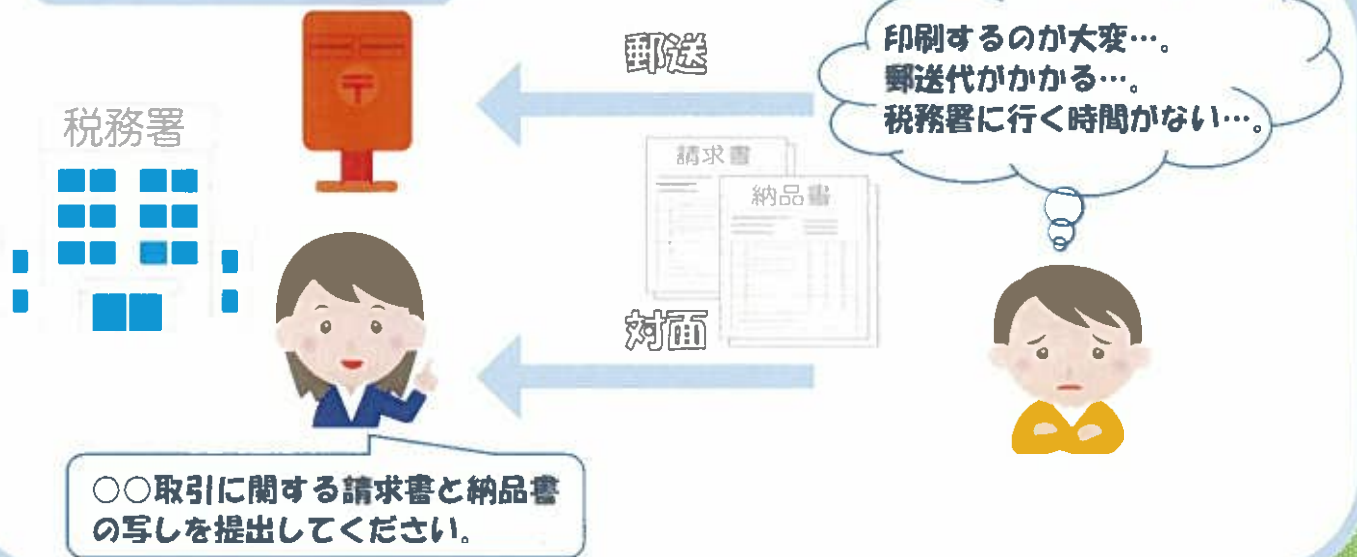 印刷するのが大変…。
郵送代がかかる…。
税務署に行く時間がない…。
郵送
税務署
〒
請求書
納品書
対面
○○取引に関する請求書と納品書
の写しを提出してください。